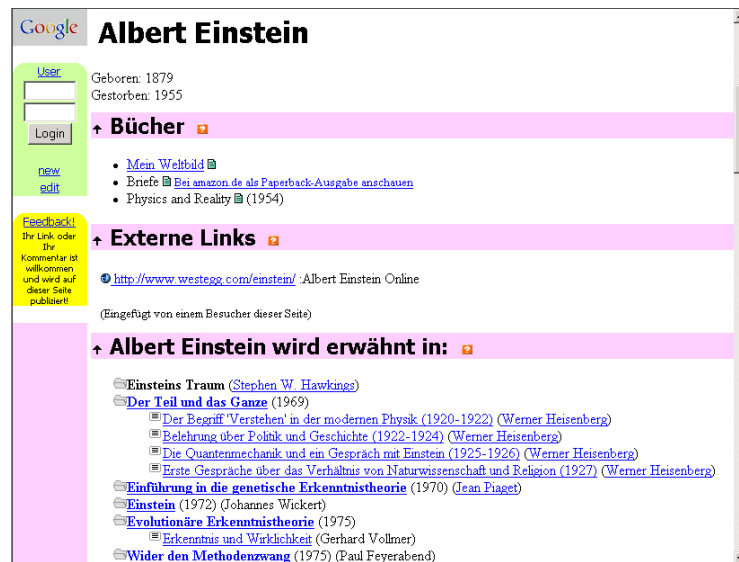 Google
Albert Einstein
User
Login
new
edit
Feedback!
Ihr Link oder
Ihr
Kommentar ist
willkommen
und wird auf
dieser Seite
publiziert!
Geboren: 1879
Gestorben: 1955
Bücher ?
Mein Weltbild
Briefe Bei amazon.de als Paperback-Ausgabe anschauen
Physics and Reality (1954)
Externe Links ?
http://www.westegg.com/einstein/ :Albert Einstein Online
(Eingefügt von einem Besucher dieser Seite)
Albert Einstein wird erwähnt in: ?
Einsteins Traum (Stephen W. Hawkings)
Der Teil und das Ganze (1969)
Der Begriff 'Verstehen' in der modernen Physik (1920-1922) (Werner Heisenberg)
Belehrung über Politik und Geschichte (1922-1924) (Werner Heisenberg)
Die Quantenmechanik und ein Gespräch mit Einstein (1925-1926) (Werner Heisenberg)
Erste Gespräche über das Verhältnis von Naturwissenschaft und Religion (1927) (Werner Heisenberg)
Einführung in die genetische Erkenntnistheorie (1970) (Jean Piaget)
Einstein (1972) (Johannes Wickert)
Evolutionäre Erkenntnistheorie (1975)
Erkenntnis und Wirklichkeit (Gerhard Vollmer)
Wider den Methodenzwang (1975) (Paul Feyerabend)